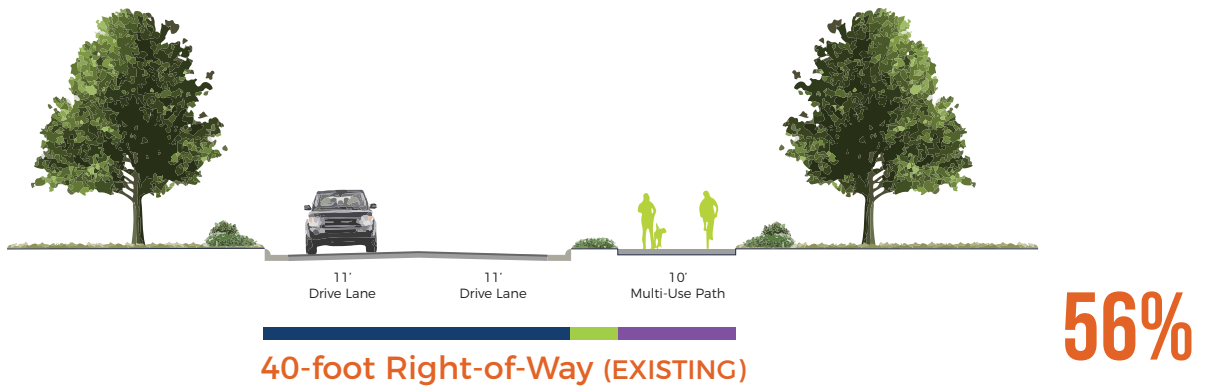 11’
Drive Lane
11’
Drive Lane
10’
Multi-Use Path
40-foot Right-of-Way (EXISTING)
56%